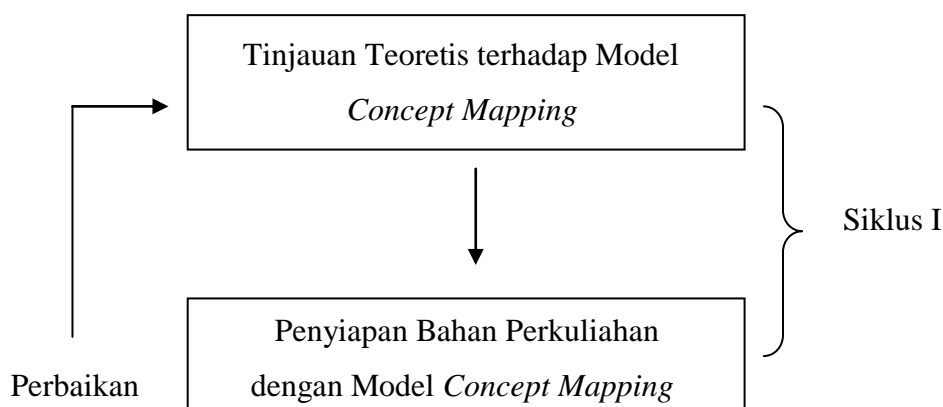 Tinjauan Teoretis terhadap Model
Concept Mapping
Siklus I
Penyiapan Bahan Perkuliahan
dengan Model Concept Mapping
Perbaikan